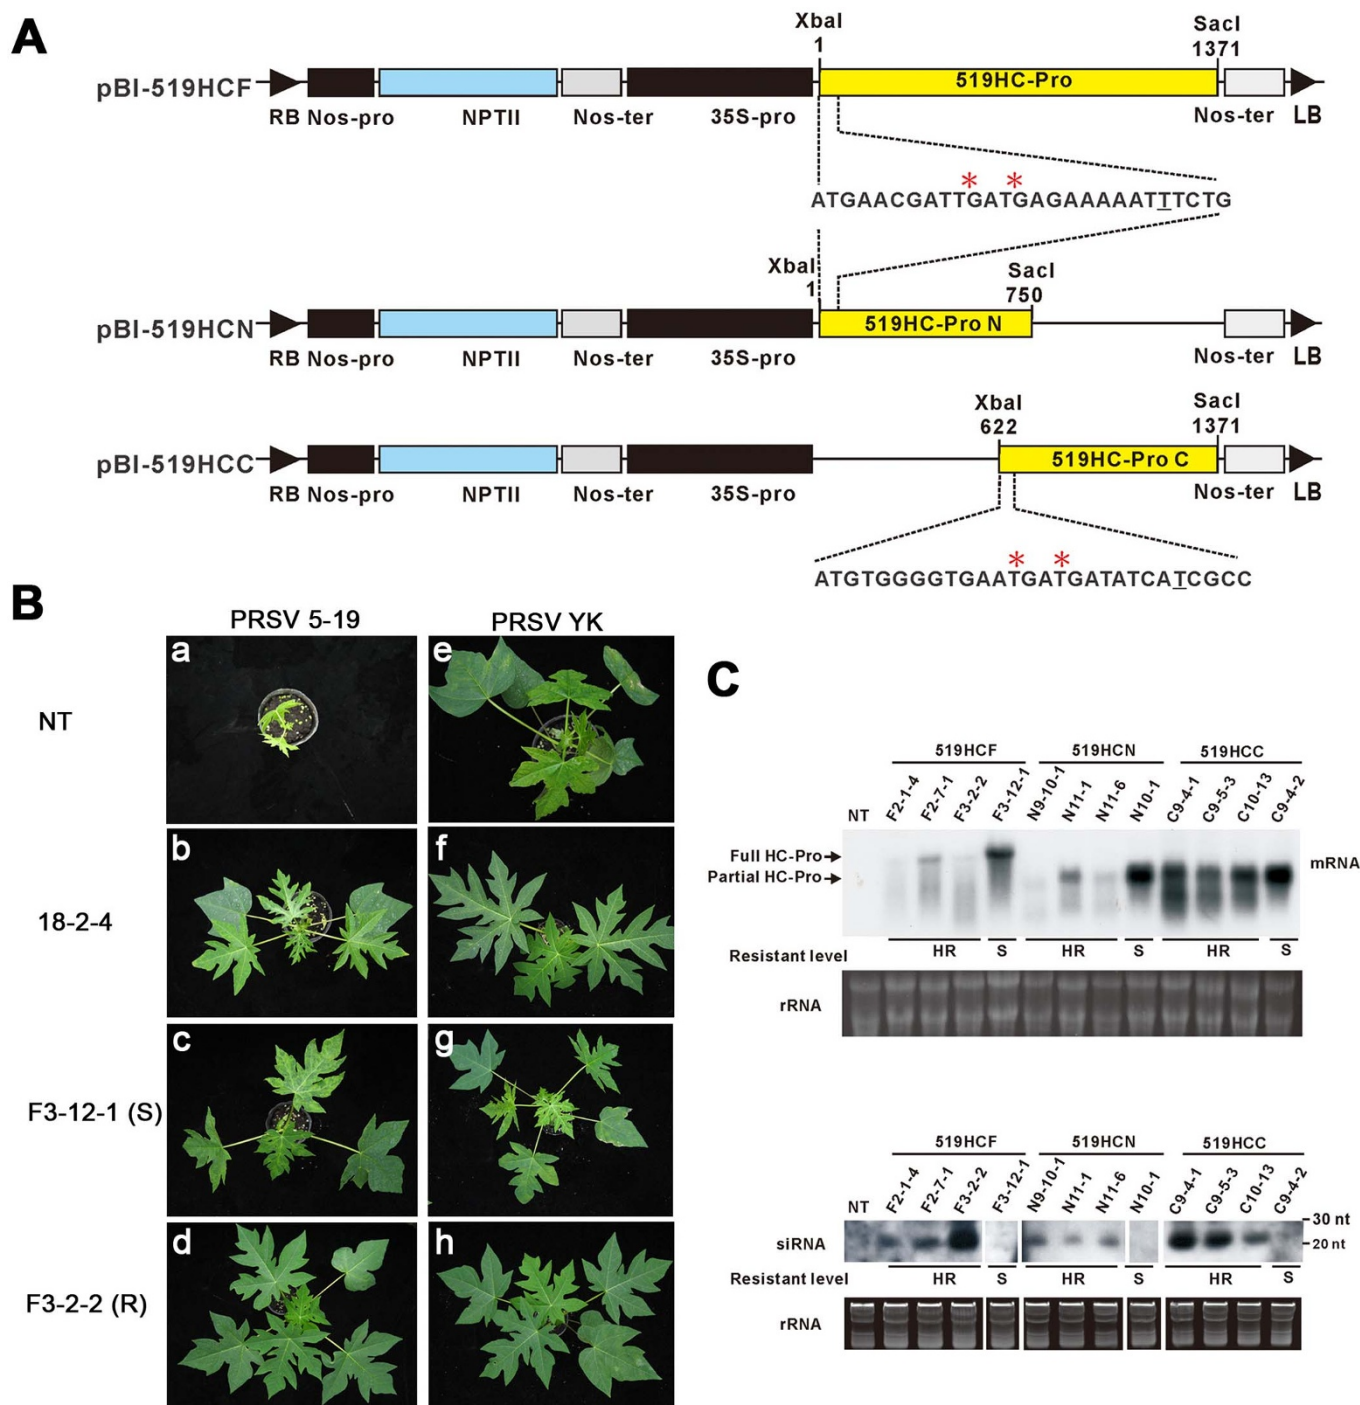 A
XbaI
1
SacI
1371
pBI-519HCF
519HC-Pro
RB Nos-pro NPTII Nos-ter 35S-pro Nos-ter LB
* *
ATGAACGATTGATGAGAAAAATTTCTG
XbaI
1
SacI
750
pBI-519HCN
519HC-Pro N
RB Nos-pro NPTII Nos-ter 35S-pro Nos-ter LB
XbaI
622
SacI
1371
pBI-519HCC
519HC-Pro C
RB Nos-pro NPTII Nos-ter 35S-pro Nos-ter LB
* *
ATGTGGGGTGAATGATGATATCATCGCC
B
PRSV 5-19 PRSV YK
a e
NT
b f
18-2-4
c g
F3-12-1 (S)
d h
F3-2-2 (R)
C
519HCF 519HCN 519HCC
NT F2-1-4 F2-7-1 F3-2-2 F3-12-1 N9-10-1 N11-1 N11-6 N10-1 C9-4-1 C9-5-3 C10-13 C9-4-2
Full HC-Pro
Partial HC-Pro
mRNA
Resistant level HR S HR S HR S
rRNA
519HCF 519HCN 519HCC
NT F2-1-4 F2-7-1 F3-2-2 F3-12-1 N9-10-1 N11-1 N11-6 N10-1 C9-4-1 C9-5-3 C10-13 C9-4-2
30 nt
siRNA 20 nt
Resistant level HR S HR S HR S
rRNA